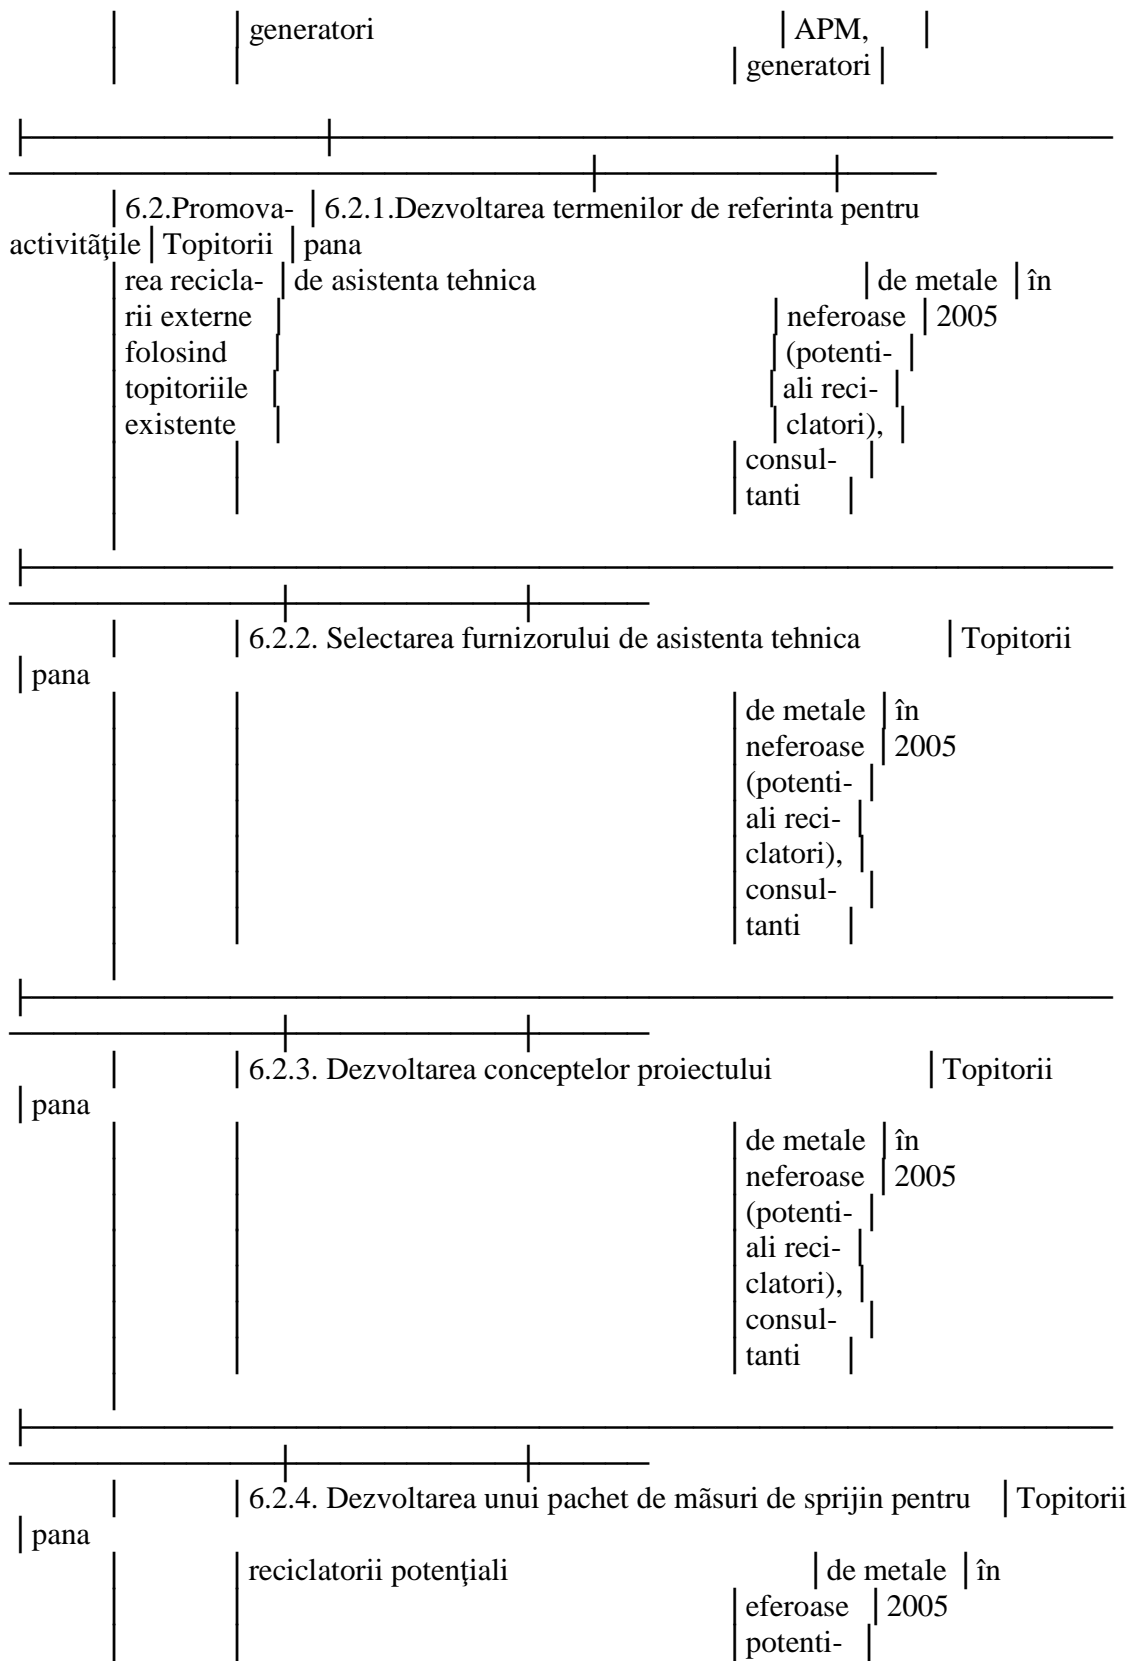 generatori APM,
generatori
6.2.Promova- 6.2.1.Dezvoltarea termenilor de referinta pentru
activitãţile Topitorii pana
rea recicla- de asistenta tehnica de metale în
rii externe neferoase 2005
folosind (potenti-
topitoriile ali reci-
existente clatori),
consul-
tanti
6.2.2. Selectarea furnizorului de asistenta tehnica Topitorii
pana
de metale în
neferoase 2005
(potenti-
ali reci-
clatori),
consul-
tanti
6.2.3. Dezvoltarea conceptelor proiectului Topitorii
pana
de metale în
neferoase 2005
(potenti-
ali reci-
clatori),
consul-
tanti
6.2.4. Dezvoltarea unui pachet de mãsuri de sprijin pentru Topitorii
pana
reciclatorii potenţiali de metale în
eferoase 2005
potenti-